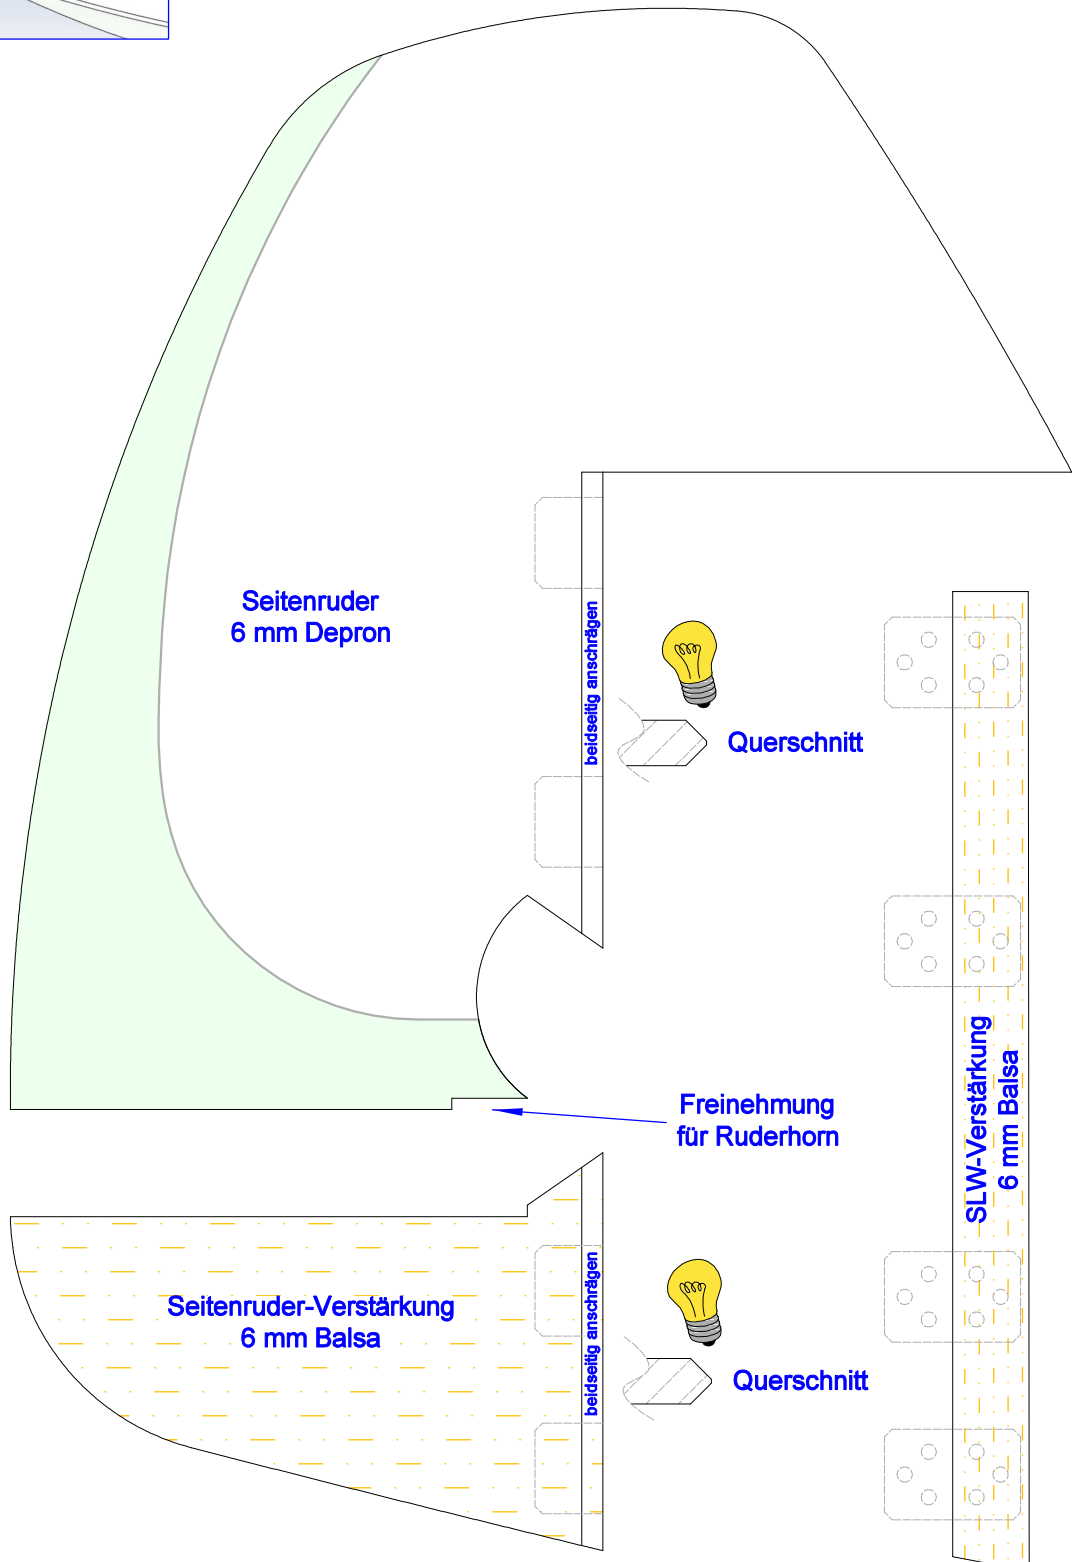 Seitenruder
6 mm Depron
beidseitig anschrägen
Querschnitt
Freinehmung
für Ruderhorn
SLW-Verstärkung
6 mm Balsa
Seitenruder-Verstärkung
6 mm Balsa
beidseitig anschrägen
Querschnitt